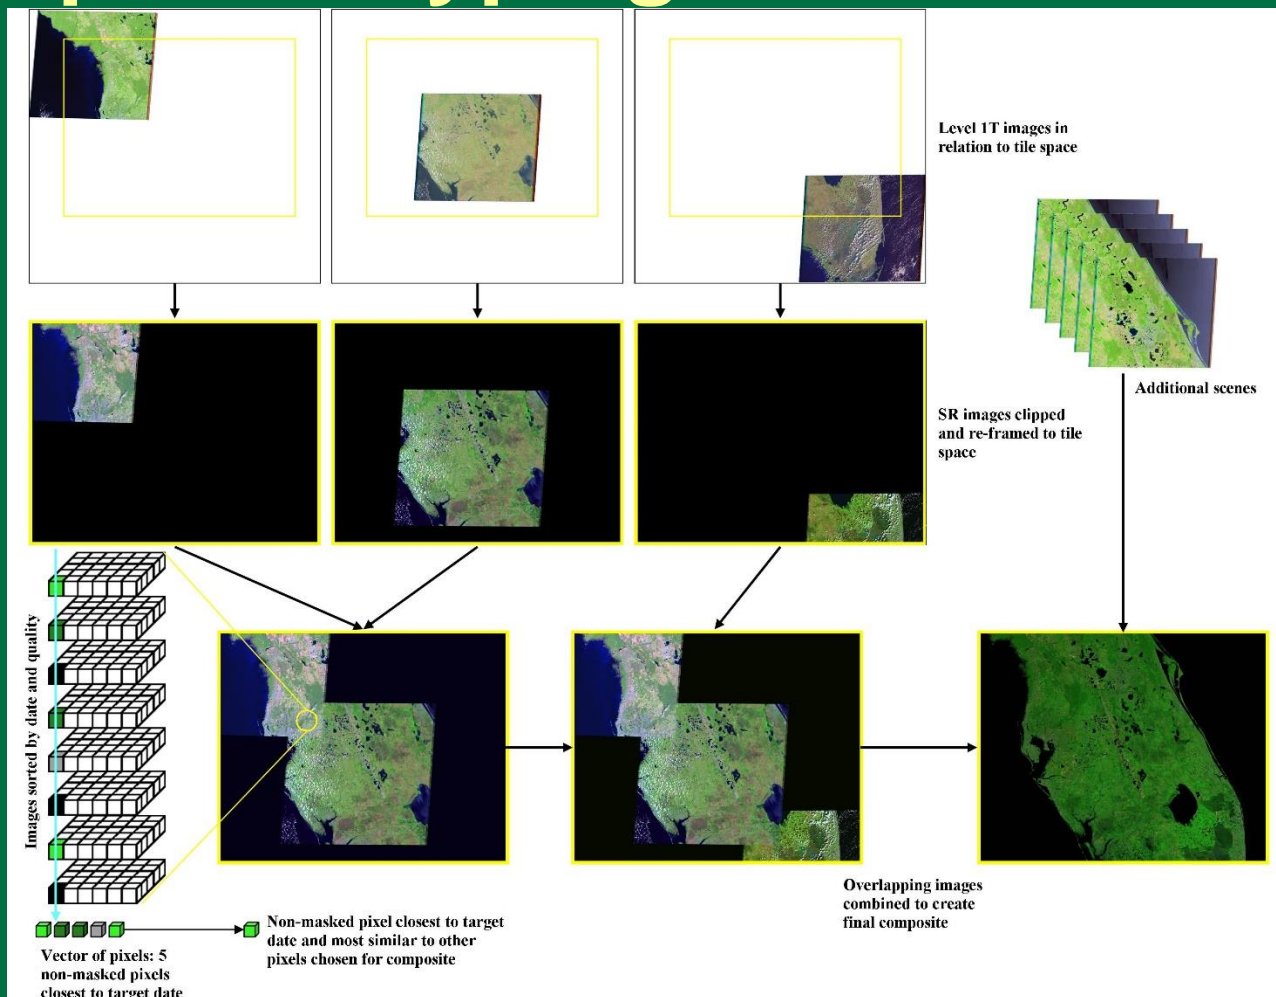 Level 1T images in
relation to tile space
Additional scenes
SR images clipped
and re-framed to tile
space
Images sorted by date and quality
Overlapping images
combined to create
final composite
Non-masked pixel closest to target
date and most similar to other
pixels chosen for composite
Vector of pixels: 5
non-masked pixels
closest to target date